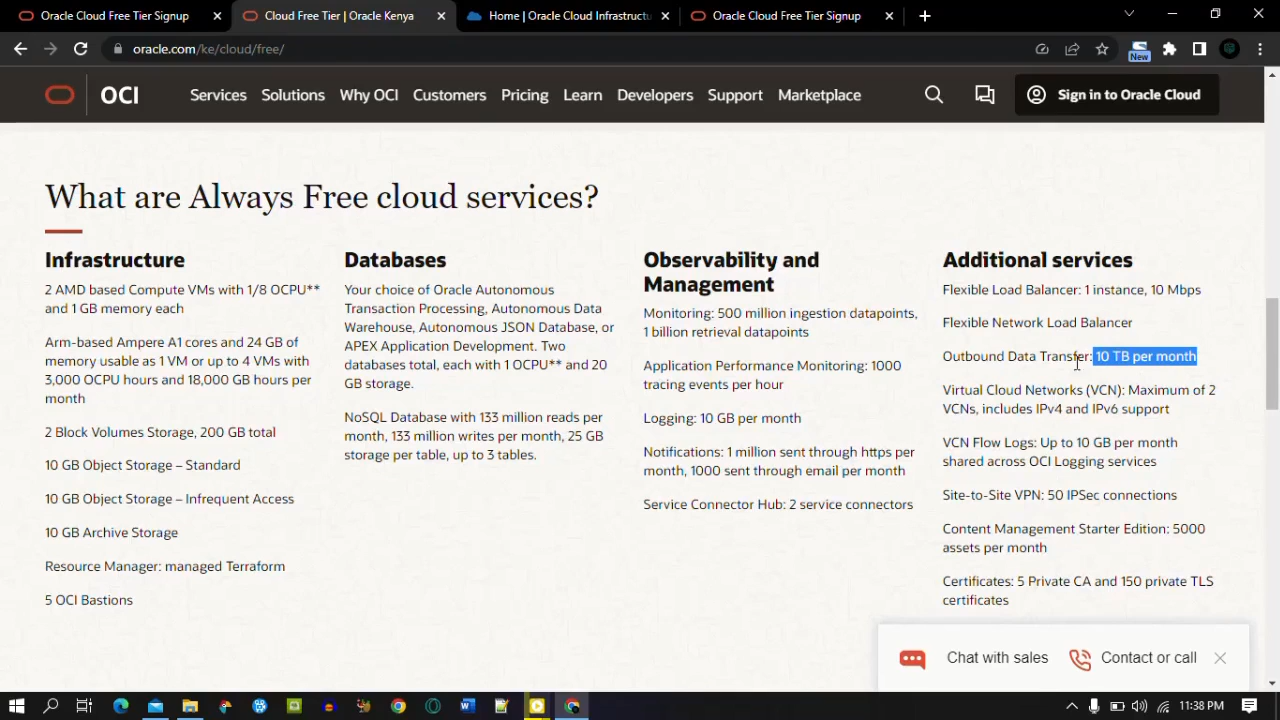 Oracle Cloud Free Tier Signup
Cloud Free Tier | Oracle Kenya
Home | Oracle Cloud Infrastructu
Oracle Cloud Free Tier Signup
oracle.com/ke/cloud/free/
New
OCI
Services
Solutions
Why OCI
Customers
Pricing
Learn
Developers
Support
Marketplace
Sign in to Oracle Cloud
What are Always Free cloud services?
Infrastructure
2 AMD based Compute VMs with 1/8 OCPU**
and 1 GB memory each
Arm-based Ampere A1 cores and 24 GB of
memory usable as 1 VM or up to 4 VMs with
3,000 OCPU hours and 18,000 GB hours per
month
2 Block Volumes Storage, 200 GB total
10 GB Object Storage – Standard
10 GB Object Storage – Infrequent Access
10 GB Archive Storage
Resource Manager: managed Terraform
5 OCI Bastions
Databases
Your choice of Oracle Autonomous
Transaction Processing, Autonomous Data
Warehouse, Autonomous JSON Database, or
APEX Application Development. Two
databases total, each with 1 OCPU** and 20
GB storage.
NoSQL Database with 133 million reads per
month, 133 million writes per month, 25 GB
storage per table, up to 3 tables.
Observability and
Management
Monitoring: 500 million ingestion datapoints,
1 billion retrieval datapoints
Application Performance Monitoring: 1000
tracing events per hour
Logging: 10 GB per month
Notifications: 1 million sent through https per
month, 1000 sent through email per month
Service Connector Hub: 2 service connectors
Additional services
Flexible Load Balancer: 1 instance, 10 Mbps
Flexible Network Load Balancer
Outbound Data Transfer: 10 TB per month
Virtual Cloud Networks (VCN): Maximum of 2
VCNs, includes IPv4 and IPv6 support
VCN Flow Logs: Up to 10 GB per month
shared across OCI Logging services
Site-to-Site VPN: 50 IPSec connections
Content Management Starter Edition: 5000
assets per month
Certificates: 5 Private CA and 150 private TLS
certificates
Chat with sales
Contact or call
11:38 PM